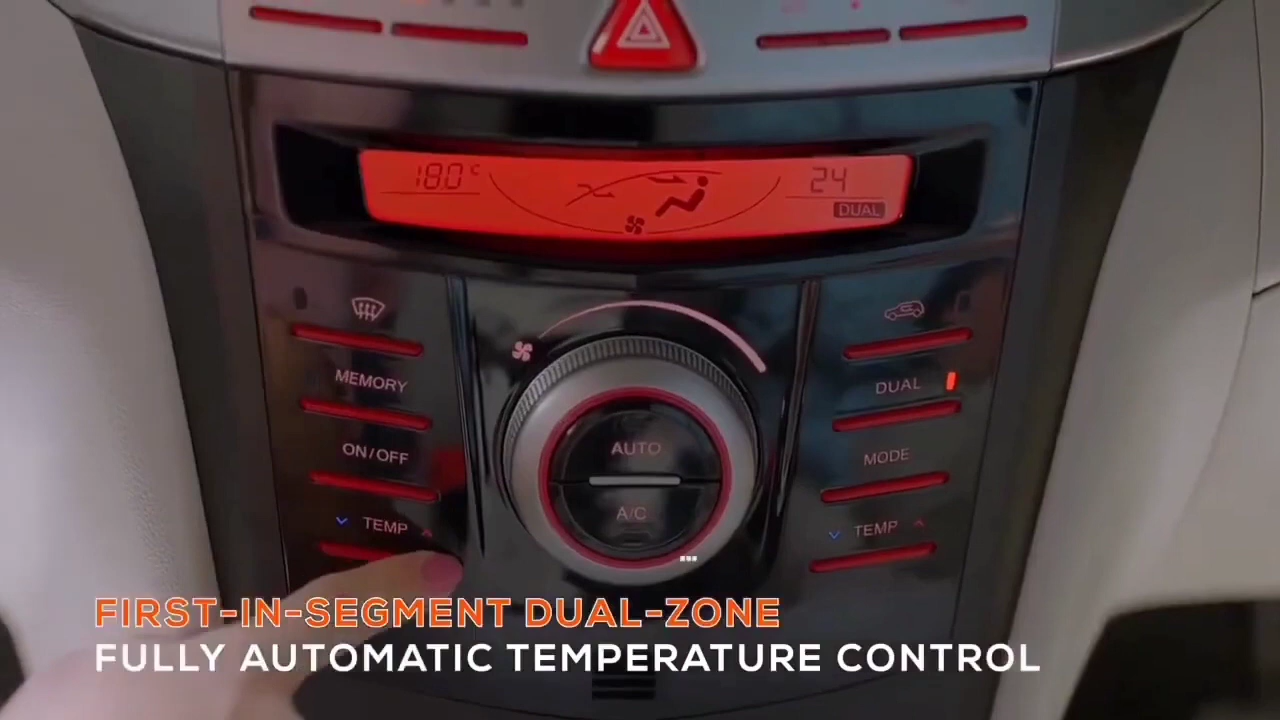 18.0°C
24
DUAL
MEMORY
DUAL
ON/OFF
AUTO
MODE
TEMP
A/C
TEMP
FIRST-IN-SEGMENT DUAL-ZONE
FULLY AUTOMATIC TEMPERATURE CONTROL